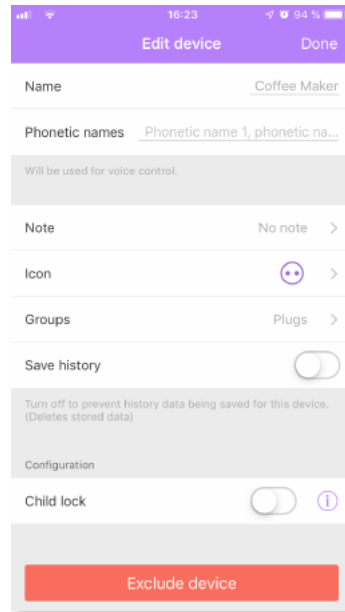 16:23
94 %
Edit device
Done
Name
Coffee Maker
Phonetic names
Phonetic name 1, phonetic na...
Will be used for voice control.
Note
No note
Icon
Groups
Plugs
Save history
Turn off to prevent history data being saved for this device.
(Deletes stored data)
Configuration
Child lock
Exclude device